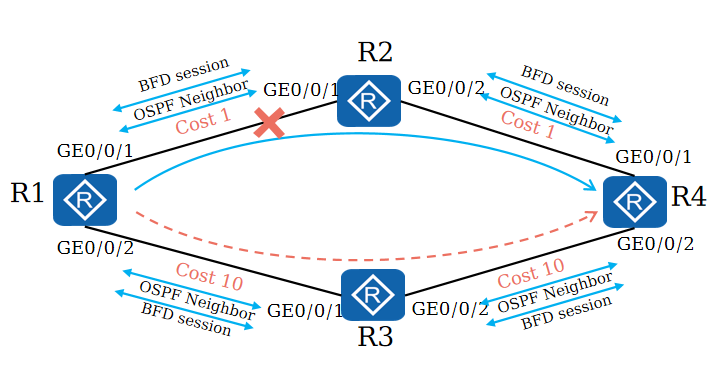 R2
BFD session
OSPF Neighbor
Cost 1
GE0/0/1
GE0/0/2
BFD session
OSPF Neighbor
Cost 1
R
GE0/0/1
GE0/0/1
R1
R
R
R4
GE0/0/2
GE0/0/2
Cost 10
OSPF Neighbor
BFD session
GE0/0/1
R
GE0/0/2
Cost 10
OSPF Neighbor
BFD session
R3